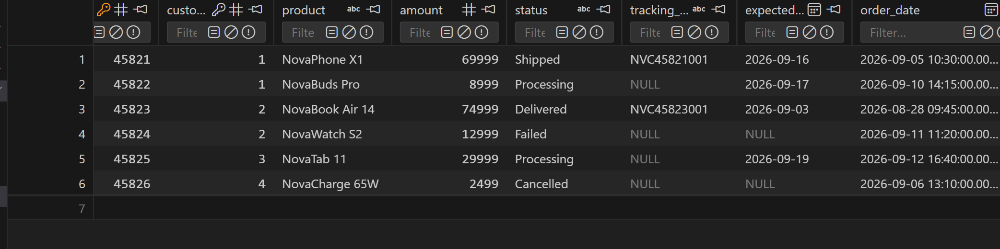 custo... product abc amount status abc tracking_... abc expected... order_date
Filte Filte Filte Filte Filte Filte Filter...
1 45821 1 NovaPhone X1 69999 Shipped NVC45821001 2026-09-16 2026-09-05 10:30:00.00...
2 45822 1 NovaBuds Pro 8999 Processing NULL 2026-09-17 2026-09-10 14:15:00.00...
3 45823 2 NovaBook Air 14 74999 Delivered NVC45823001 2026-09-03 2026-08-28 09:45:00.00...
4 45824 2 NovaWatch S2 12999 Failed NULL NULL 2026-09-11 11:20:00.00...
5 45825 3 NovaTab 11 29999 Processing NULL 2026-09-19 2026-09-12 16:40:00.00...
6 45826 4 NovaCharge 65W 2499 Cancelled NULL NULL 2026-09-06 13:10:00.00...
7